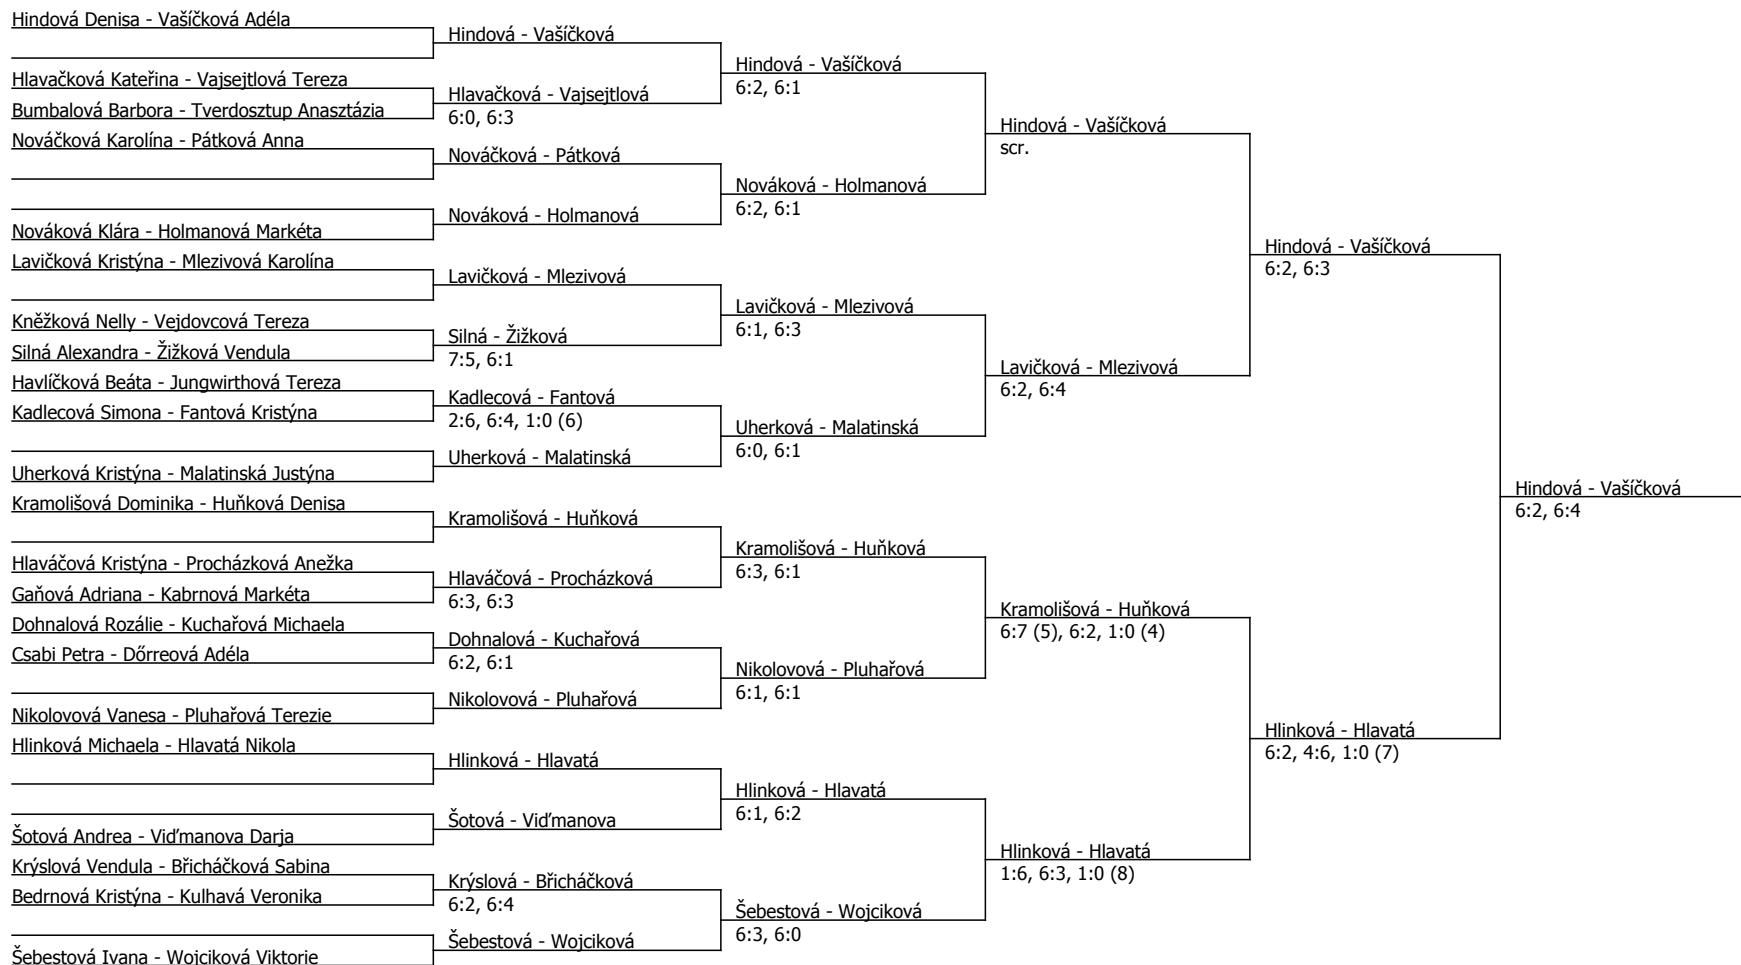 Hindová Denisa - Vašíčková Adéla
Hlavačková Kateřina - Vajsejtlová Tereza
Bumbalová Barbora - Tverdosztup Anasztázia
Nováčková Karolína - Pátková Anna
Nováková Klára - Holmanová Markéta
Lavičková Kristýna - Mlezivová Karolína
Kněžková Nelly - Vejdovcová Tereza
Silná Alexandra - Žižková Vendula
Havlíčková Beáta - Jungwirthová Tereza
Kadlecová Simona - Fantová Kristýna
Uherková Kristýna - Malatinská Justýna
Kramolišová Dominika - Huňková Denisa
Hlaváčová Kristýna - Procházková Anežka
Gaňová Adriana - Kabrnová Markéta
Dohnalová Rozálie - Kuchařová Michaela
Csabi Petra - Dőrreová Adéla
Nikolovová Vanesa - Pluhařová Terezie
Hlinková Michaela - Hlavatá Nikola
Šotová Andrea - Viďmanova Darja
Krýslová Vendula - Břicháčková Sabina
Bedrnová Kristýna - Kulhavá Veronika
Šebestová Ivana - Wojciková Viktorie
Hindová - Vašíčková
Hlavačková - Vajsejtlová
6:0, 6:3
Nováčková - Pátková
Nováková - Holmanová
Lavičková - Mlezivová
Silná - Žižková
7:5, 6:1
Kadlecová - Fantová
2:6, 6:4, 1:0 (6)
Uherková - Malatinská
Kramolišová - Huňková
Hlaváčová - Procházková
6:3, 6:3
Dohnalová - Kuchařová
6:2, 6:1
Nikolovová - Pluhařová
Hlinková - Hlavatá
Šotová - Viďmanova
Krýslová - Břicháčková
6:2, 6:4
Šebestová - Wojciková
Hindová - Vašíčková
6:2, 6:1
Nováková - Holmanová
6:2, 6:1
Lavičková - Mlezivová
6:1, 6:3
Uherková - Malatinská
6:0, 6:1
Kramolišová - Huňková
6:3, 6:1
Nikolovová - Pluhařová
6:1, 6:1
Hlinková - Hlavatá
6:1, 6:2
Šebestová - Wojciková
6:3, 6:0
Hindová - Vašíčková
scr.
Lavičková - Mlezivová
6:2, 6:4
Kramolišová - Huňková
6:7 (5), 6:2, 1:0 (4)
Hlinková - Hlavatá
1:6, 6:3, 1:0 (8)
Hindová - Vašíčková
6:2, 6:3
Hlinková - Hlavatá
6:2, 4:6, 1:0 (7)
Hindová - Vašíčková
6:2, 6:4